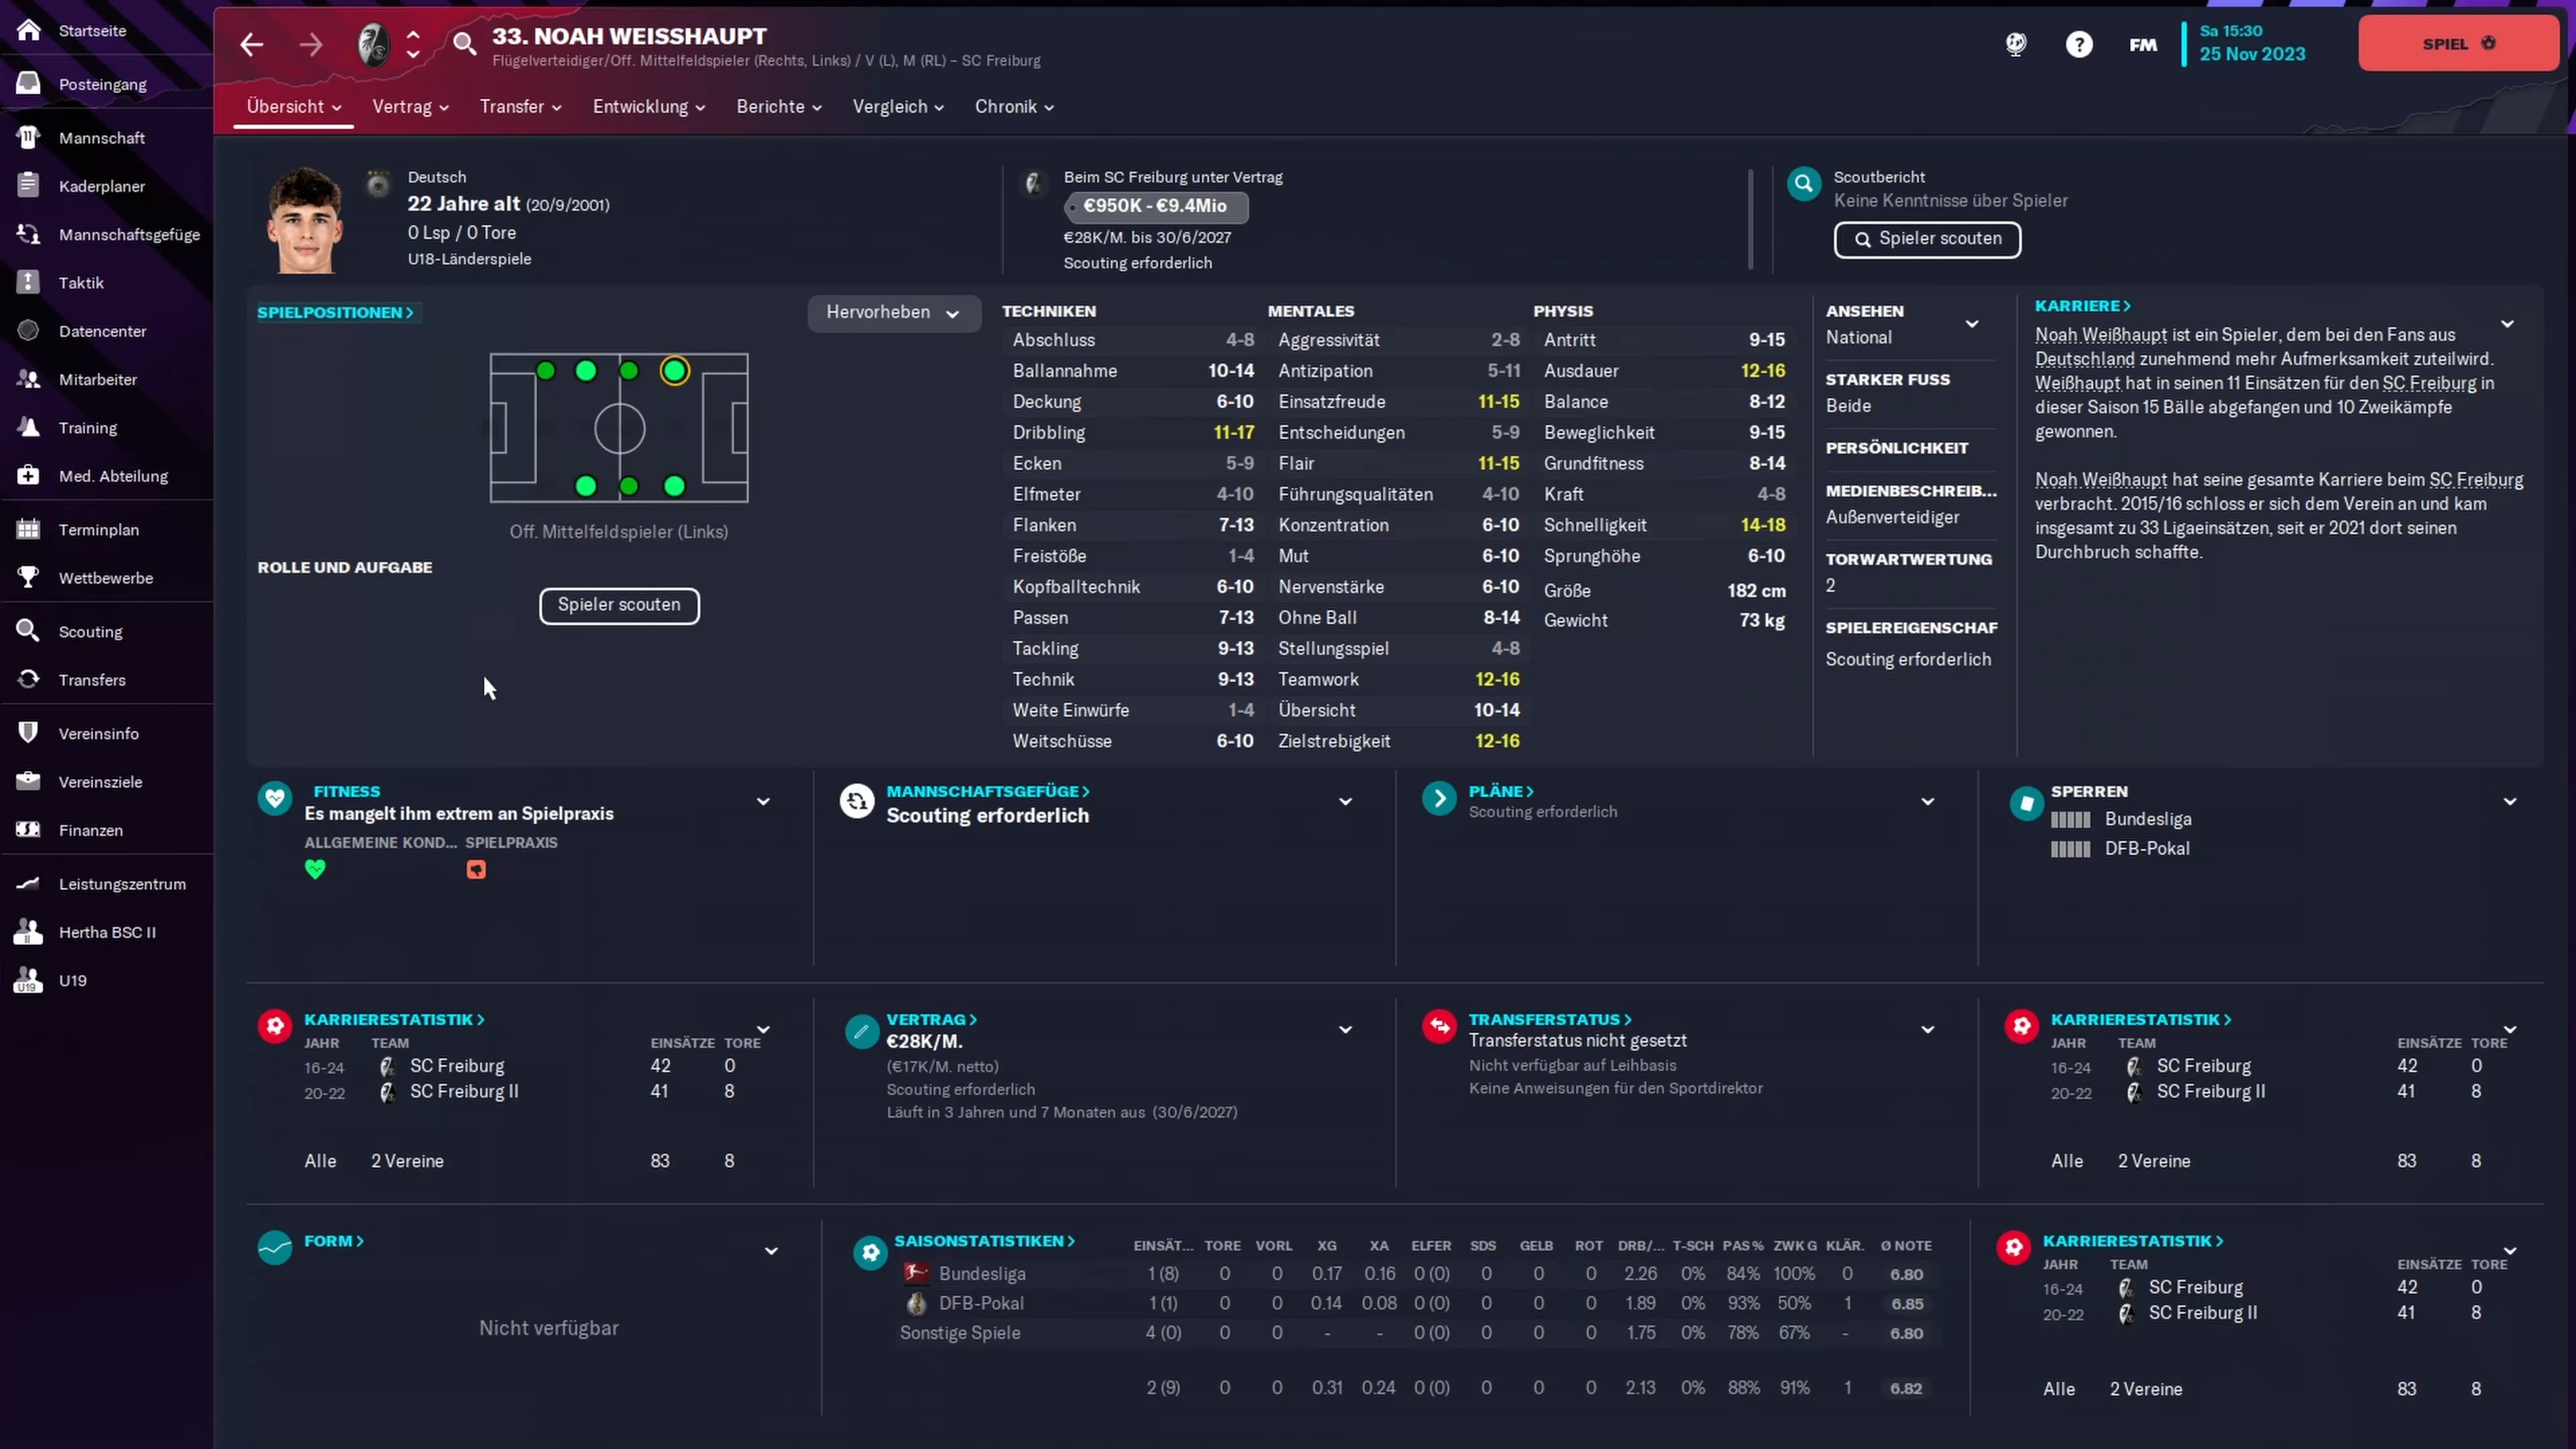 Startseite
Posteingang
Mannschaft
Kaderplaner
Mannschaftsgefüge
Taktik
Datencenter
Mitarbeiter
Training
Med. Abteilung
Terminplan
Wettbewerbe
Scouting
Transfers
Vereinsinfo
Vereinsziele
Finanzen
Leistungszentrum
Hertha BSC II
U19
33. NOAH WEISSHAUPT
Flügelverteidiger/Off. Mittelfeldspieler (Rechts, Links) / V (L), M (RL) – SC Freiburg
FM
Sa 15:30
25 Nov 2023
SPIEL
Übersicht Vertrag Transfer Entwicklung Berichte Vergleich Chronik
Deutsch
22 Jahre alt (20/9/2001)
0 Lsp / 0 Tore
U18-Länderspiele
Beim SC Freiburg unter Vertrag
€950K - €9.4Mio
€28K/M. bis 30/6/2027
Scouting erforderlich
Scoutbericht
Keine Kenntnisse über Spieler
Spieler scouten
SPIELPOSITIONEN
Hervorheben
Off. Mittelfeldspieler (Links)
ROLLE UND AUFGABE
Spieler scouten
TECHNIKEN
Abschluss 4-8
Ballannahme 10-14
Deckung 6-10
Dribbling 11-17
Ecken 5-9
Elfmeter 4-10
Flanken 7-13
Freistöße 1-4
Kopfballtechnik 6-10
Passen 7-13
Tackling 9-13
Technik 9-13
Weite Einwürfe 1-4
Weitschüsse 6-10
MENTALES
Aggressivität 2-8
Antizipation 5-11
Einsatzfreude 11-15
Entscheidungen 5-9
Flair 11-15
Führungsqualitäten 4-10
Konzentration 6-10
Mut 6-10
Nervenstärke 6-10
Ohne Ball 8-14
Stellungsspiel 4-8
Teamwork 12-16
Übersicht 10-14
Zielstrebigkeit 12-16
PHYSIS
Antritt 9-15
Ausdauer 12-16
Balance 8-12
Beweglichkeit 9-15
Grundfitness 8-14
Kraft 4-8
Schnelligkeit 14-18
Sprunghöhe 6-10
Größe 182 cm
Gewicht 73 kg
ANSEHEN
National
STARKER FUSS
Beide
PERSÖNLICHKEIT
MEDIENBESCHREIB...
Außenverteidiger
TORWARTWERTUNG
2
SPIELEREIGENSCHAF
Scouting erforderlich
KARRIERE
Noah Weißhaupt ist ein Spieler, dem bei den Fans aus
Deutschland zunehmend mehr Aufmerksamkeit zuteilwird.
Weißhaupt hat in seinen 11 Einsätzen für den SC Freiburg in
dieser Saison 15 Bälle abgefangen und 10 Zweikämpfe
gewonnen.
Noah Weißhaupt hat seine gesamte Karriere beim SC Freiburg
verbracht. 2015/16 schloss er sich dem Verein an und kam
insgesamt zu 33 Ligaeinsätzen, seit er 2021 dort seinen
Durchbruch schaffte.
FITNESS
Es mangelt ihm extrem an Spielpraxis
ALLGEMEINE KOND... SPIELPRAXIS
MANNSCHAFTSGEFÜGE
Scouting erforderlich
PLÄNE
Scouting erforderlich
SPERREN
Bundesliga
DFB-Pokal
KARRIERESTATISTIK
JAHR TEAM EINSÄTZE TORE
16-24 SC Freiburg 42 0
20-22 SC Freiburg II 41 8
Alle 2 Vereine 83 8
VERTRAG
€28K/M.
(€17K/M. netto)
Scouting erforderlich
Läuft in 3 Jahren und 7 Monaten aus (30/6/2027)
TRANSFERSTATUS
Transferstatus nicht gesetzt
Nicht verfügbar auf Leihbasis
Keine Anweisungen für den Sportdirektor
KARRIERESTATISTIK
JAHR TEAM EINSÄTZE TORE
16-24 SC Freiburg 42 0
20-22 SC Freiburg II 41 8
Alle 2 Vereine 83 8
FORM
Nicht verfügbar
SAISONSTATISTIKEN EINSÄT... TORE VORL XG XA ELFER SDS GELB ROT DRB/... T-SCH PAS% ZWK G KLÄR. Ø NOTE
Bundesliga 1 (8) 0 0 0.17 0.16 0 (0) 0 0 0 2.26 0% 84% 100% 0 6.80
DFB-Pokal 1 (1) 0 0 0.14 0.08 0 (0) 0 0 0 1.89 0% 93% 50% 1 6.85
Sonstige Spiele 4 (0) 0 0 - - 0 (0) 0 0 0 1.75 0% 78% 67% - 6.80
2 (9) 0 0 0.31 0.24 0 (0) 0 0 0 2.13 0% 88% 91% 1 6.82
KARRIERESTATISTIK
JAHR TEAM EINSÄTZE TORE
16-24 SC Freiburg 42 0
20-22 SC Freiburg II 41 8
Alle 2 Vereine 83 8